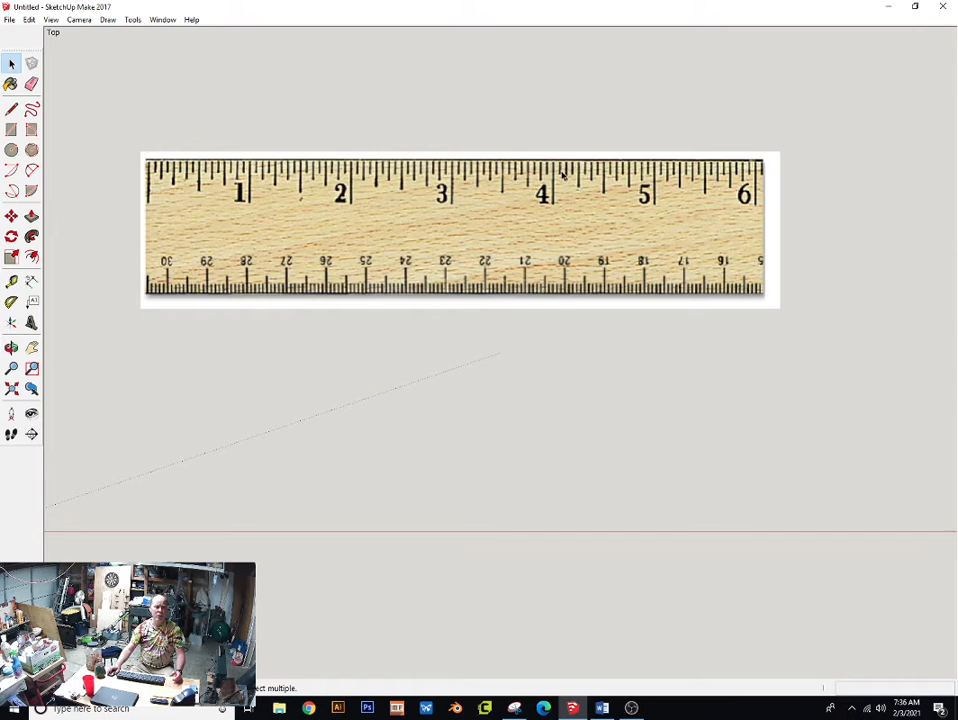 Untitled - SketchUp Make 2017
File Edit View Camera Draw Tools Window Help
Top
1 2 3 4 5 6
30 29 28 27 26 25 24 23 22 21 20 19 18 17 16 5
ect multiple.
Type here to search
7:36 AM
2/3/2021